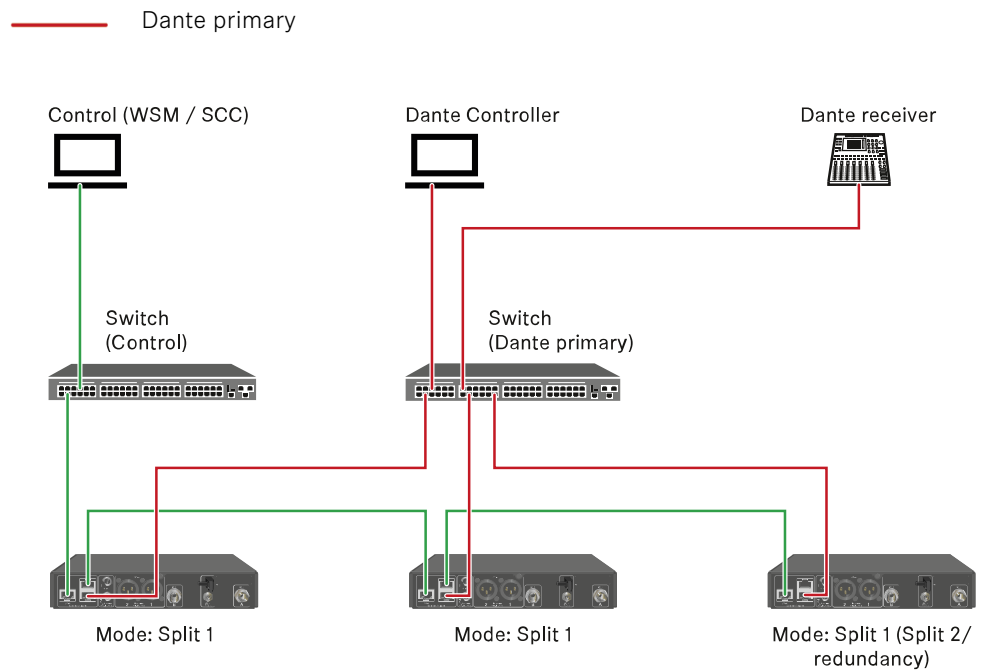 Dante primary
Control (WSM / SCC)
Dante Controller
Dante receiver
Switch
(Control)
Switch
(Dante primary)
Mode: Split 1
Mode: Split 1
Mode: Split 1 (Split 2/
redundancy)